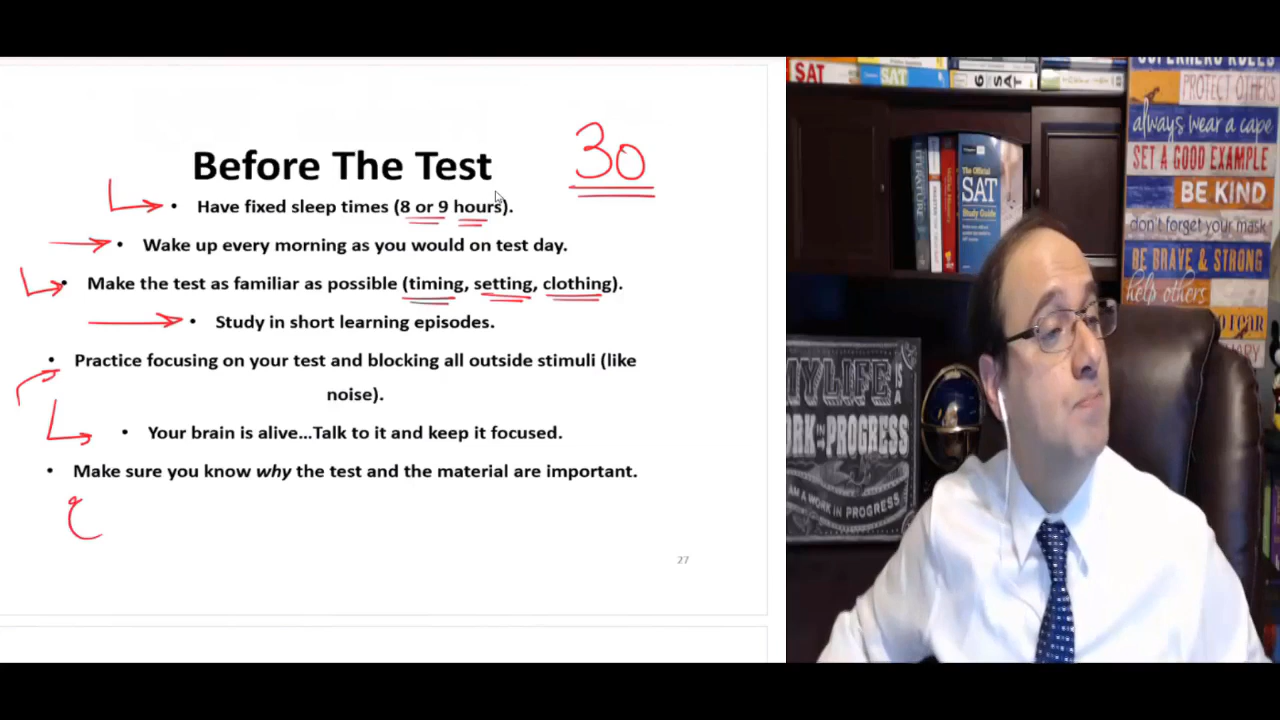 Before The Test
30
• Have fixed sleep times (8 or 9 hours).
• Wake up every morning as you would on test day.
• Make the test as familiar as possible (timing, setting, clothing).
• Study in short learning episodes.
• Practice focusing on your test and blocking all outside stimuli (like
noise).
• Your brain is alive...Talk to it and keep it focused.
• Make sure you know why the test and the material are important.
27
SAT
SAT
SAT
The Official
SAT
Study Guide
SUPERHERO RULES
PROTECT OTHERS
always wear a cape
SET A GOOD EXAMPLE
BE KIND
don't forget your mask
BE BRAVE & STRONG
help others
MY LIFE
IS A
WORK IN
PROGRESS
AM A WORK IN PROGRESS